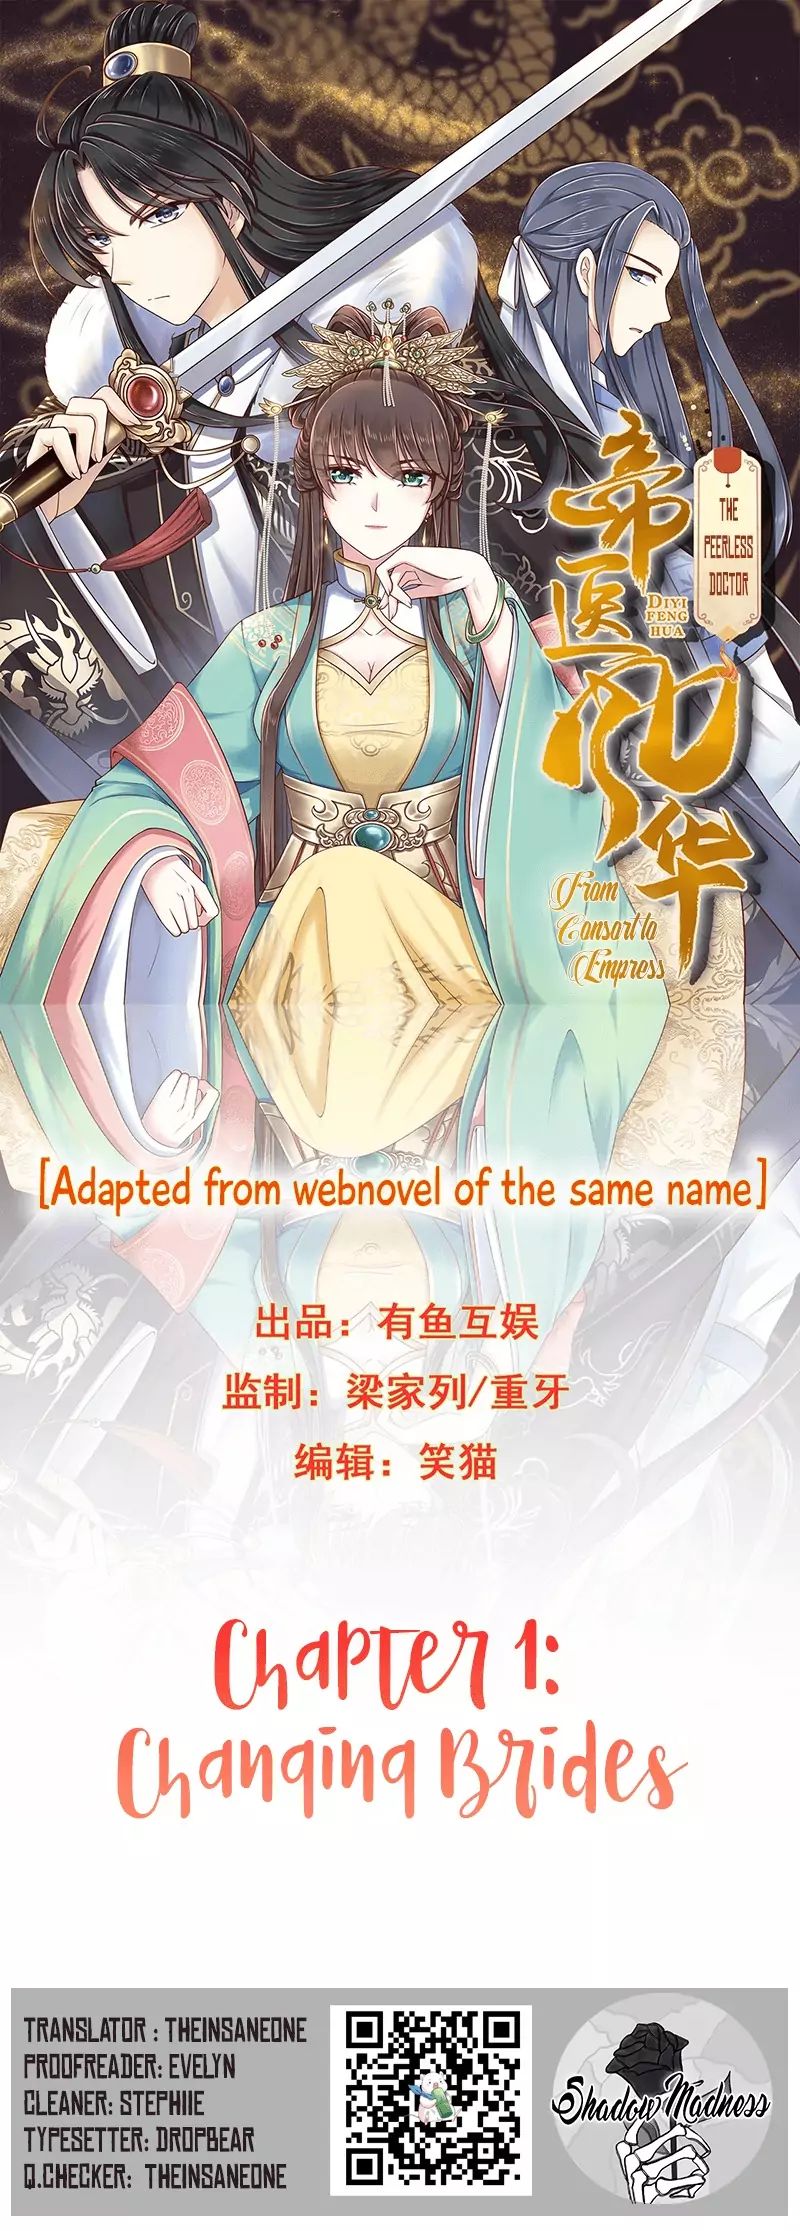 帝医风华
THE
PEERLESS
DOCTOR
DIYI
FENG
HUA
From
Consort to
Empress
[Adapted from webnovel of the same name]
出品：有鱼互娱
监制：梁家列/重牙
编辑：笑猫
Chapter 1:
Changing Brides
TRANSLATOR : THEINSANEONE
PROOFREADER: EVELYN
CLEANER: STEPHIIE
TYPESETTER: DROPBEAR
Q.CHECKER: THEINSANEONE
Shadow Madness